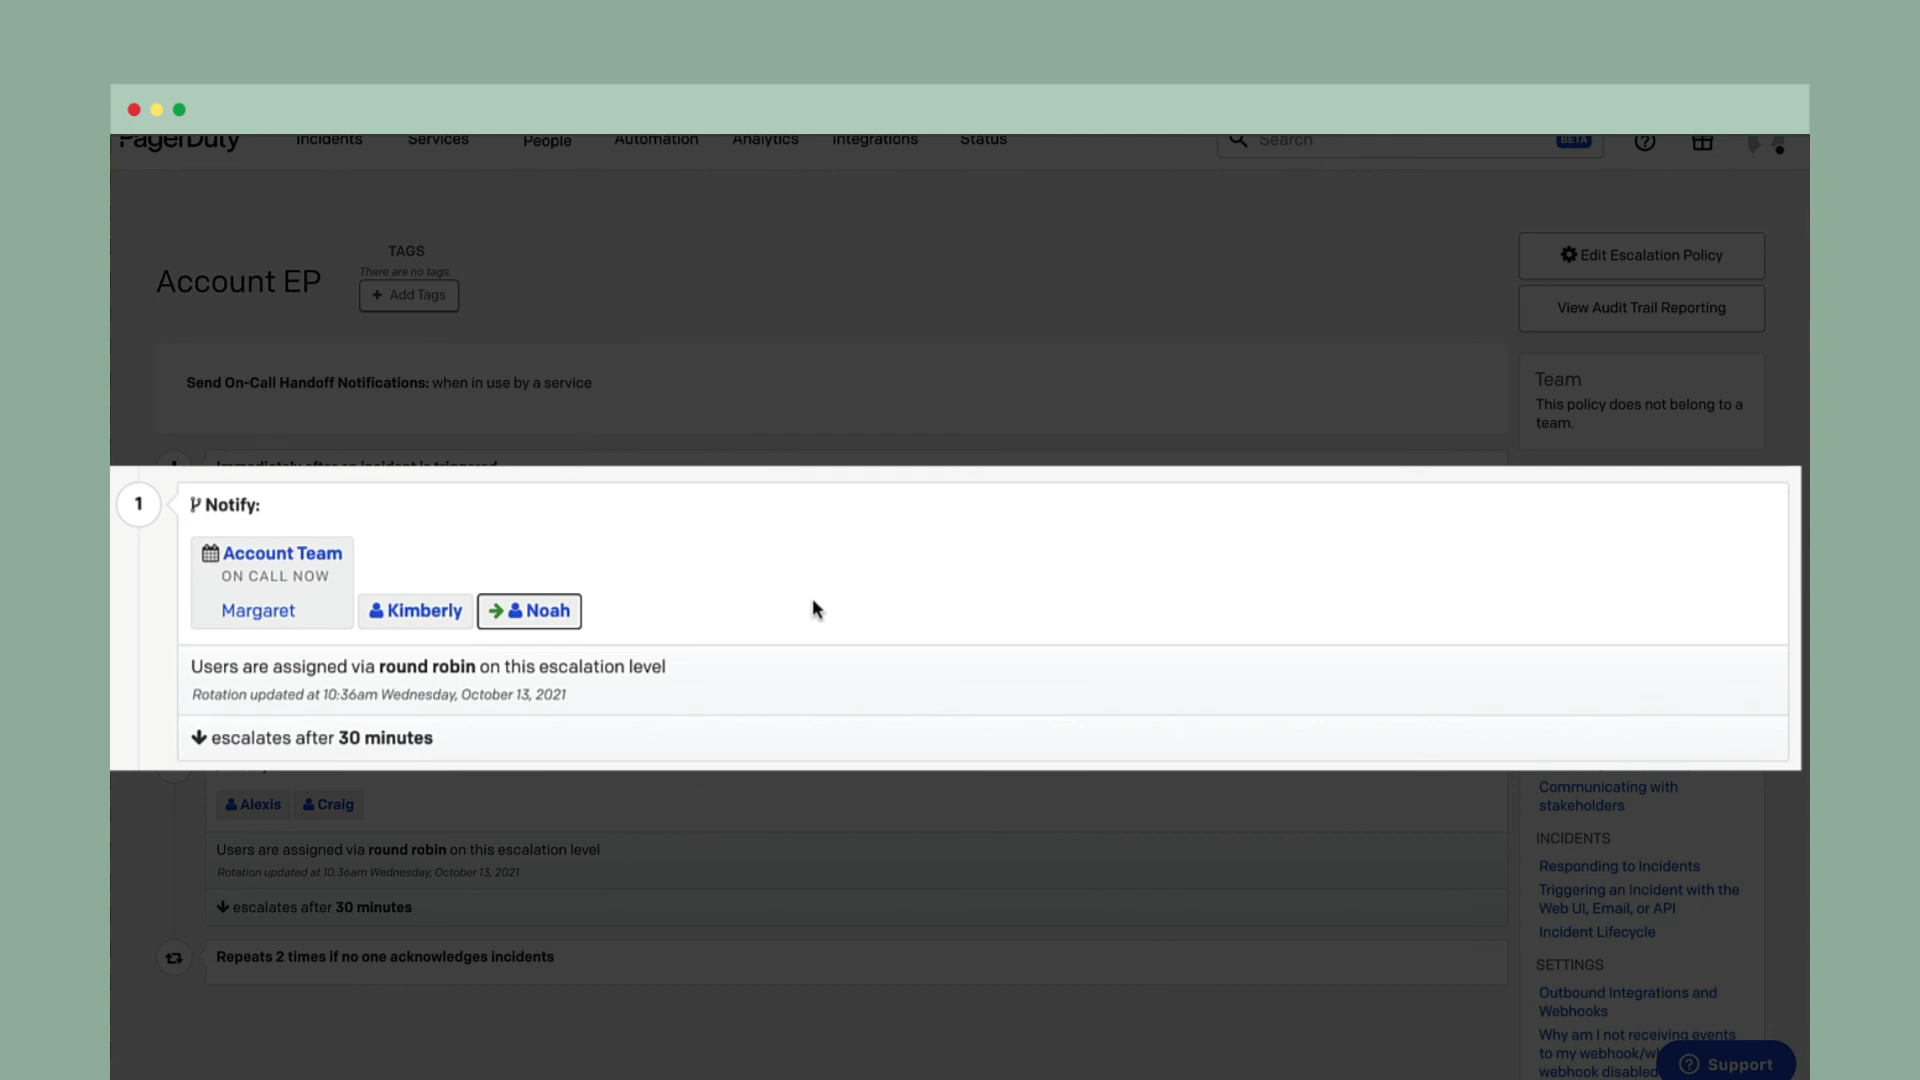 PagerDuty Incidents Services People Automation Analytics Integrations Status Search BETA
TAGS
There are no tags.
Account EP
+ Add Tags
Edit Escalation Policy
View Audit Trail Reporting
Send On-Call Handoff Notifications: when in use by a service
Team
This policy does not belong to a
team.
Immediately after an incident is triggered
1
Notify:
Account Team
ON CALL NOW
Margaret
Kimberly
Noah
Users are assigned via round robin on this escalation level
Rotation updated at 10:36am Wednesday, October 13, 2021
escalates after 30 minutes
Alexis
Craig
Users are assigned via round robin on this escalation level
Rotation updated at 10:36am Wednesday, October 13, 2021
escalates after 30 minutes
Repeats 2 times if no one acknowledges incidents
Communicating with
stakeholders
INCIDENTS
Responding to Incidents
Triggering an Incident with the
Web UI, Email, or API
Incident Lifecycle
SETTINGS
Outbound Integrations and
Webhooks
Why am I not receiving events
to my
webhook disabled
Support